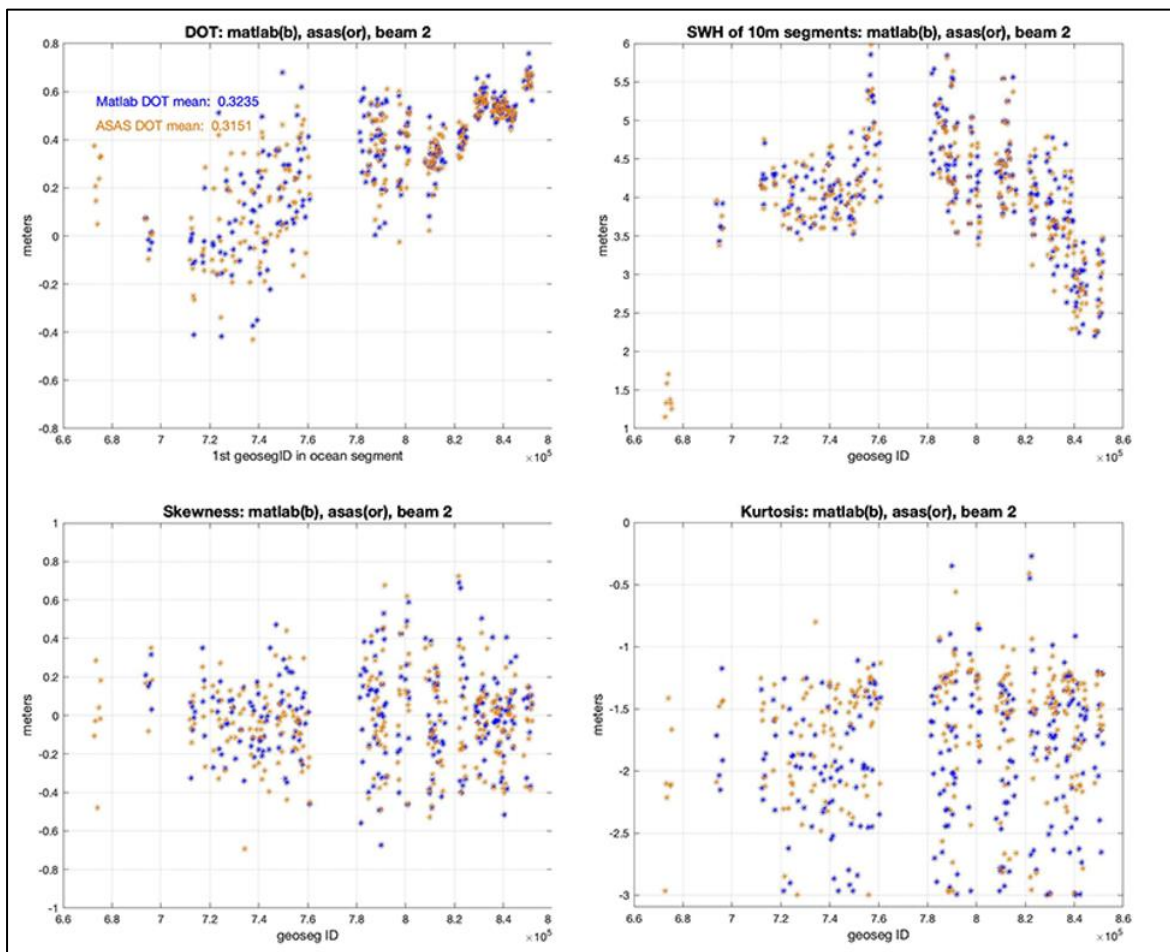 DOT: matlab(b), asas(or), beam 2
0.8
0.6
0.4
0.2
0
-0.2
-0.4
-0.6
-0.8
meters
Matlab DOT mean: 0.3235
ASAS DOT mean: 0.3151
6.6 6.8 7 7.2 7.4 7.6 7.8 8 8.2 8.4 8
1st geosegID in ocean segment
×10⁵
SWH of 10m segments: matlab(b), asas(or), beam 2
6
5.5
5
4.5
4
3.5
3
2.5
2
1.5
1
meters
6.6 6.8 7 7.2 7.4 7.6 7.8 8 8.2 8.4 8.6
geoseg ID
×10⁵
Skewness: matlab(b), asas(or), beam 2
1
0.8
0.6
0.4
0.2
0
-0.2
-0.4
-0.6
-0.8
-1
meters
6.6 6.8 7 7.2 7.4 7.6 7.8 8 8.2 8.4 8
geoseg ID
×10⁵
Kurtosis: matlab(b), asas(or), beam 2
0
-0.5
-1
-1.5
-2
-2.5
-3
meters
6.6 6.8 7 7.2 7.4 7.6 7.8 8 8.2 8.4 8.6
geoseg ID
×10⁵